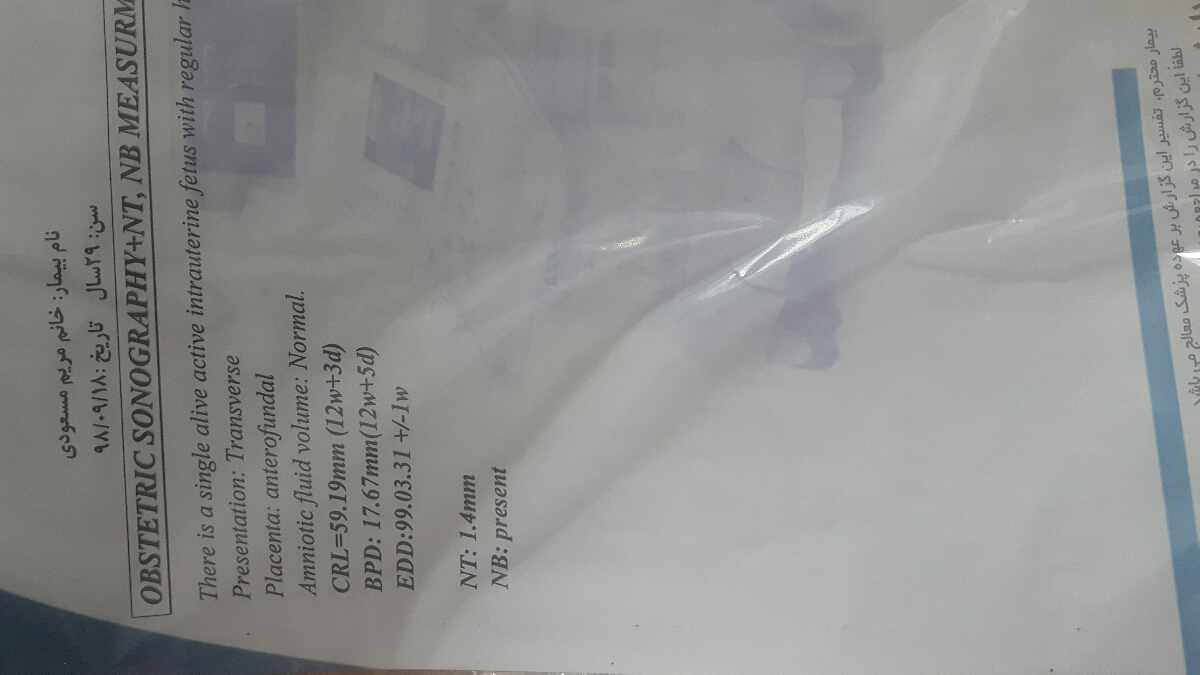 نام بیمار: خانم مریم مسعودی
سن: ۲۹سال تاریخ: ۹۸/۰۹/۱۸
OBSTETRIC SONOGRAPHY+NT, NB MEASURM
There is a single alive active intrauterine fetus with regular h
Presentation: Transverse
Placenta: anterofundal
Amniotic fluid volume: Normal.
CRL=59.19mm (12w+3d)
BPD: 17.67mm(12w+5d)
EDD:99.03.31 +/-1w
NT: 1.4mm
NB: present
بیمار محترم، تفسیر این گزارش بر عهده پزشک معالج می باشد
لطفا این گزارش را در